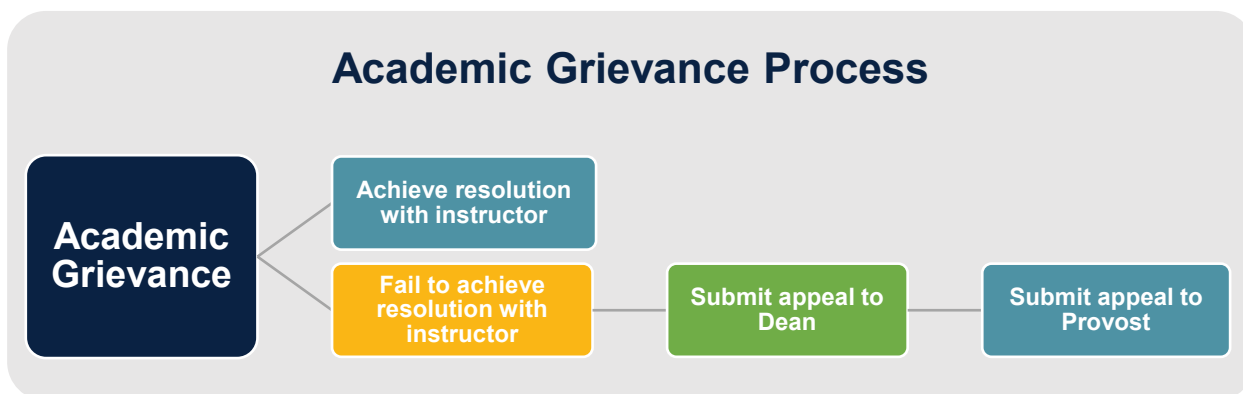 Academic Grievance Process
Academic
Grievance
Achieve resolution
with instructor
Fail to achieve
resolution with
instructor
Submit appeal to
Dean
Submit appeal to
Provost